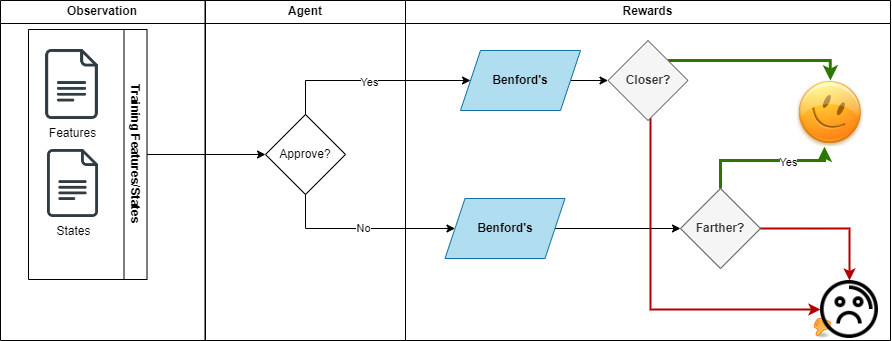 Observation
Agent
Rewards
Features
States
Training Features/States
Approve?
Yes
No
Benford's
Closer?
Benford's
Farther?
Yes